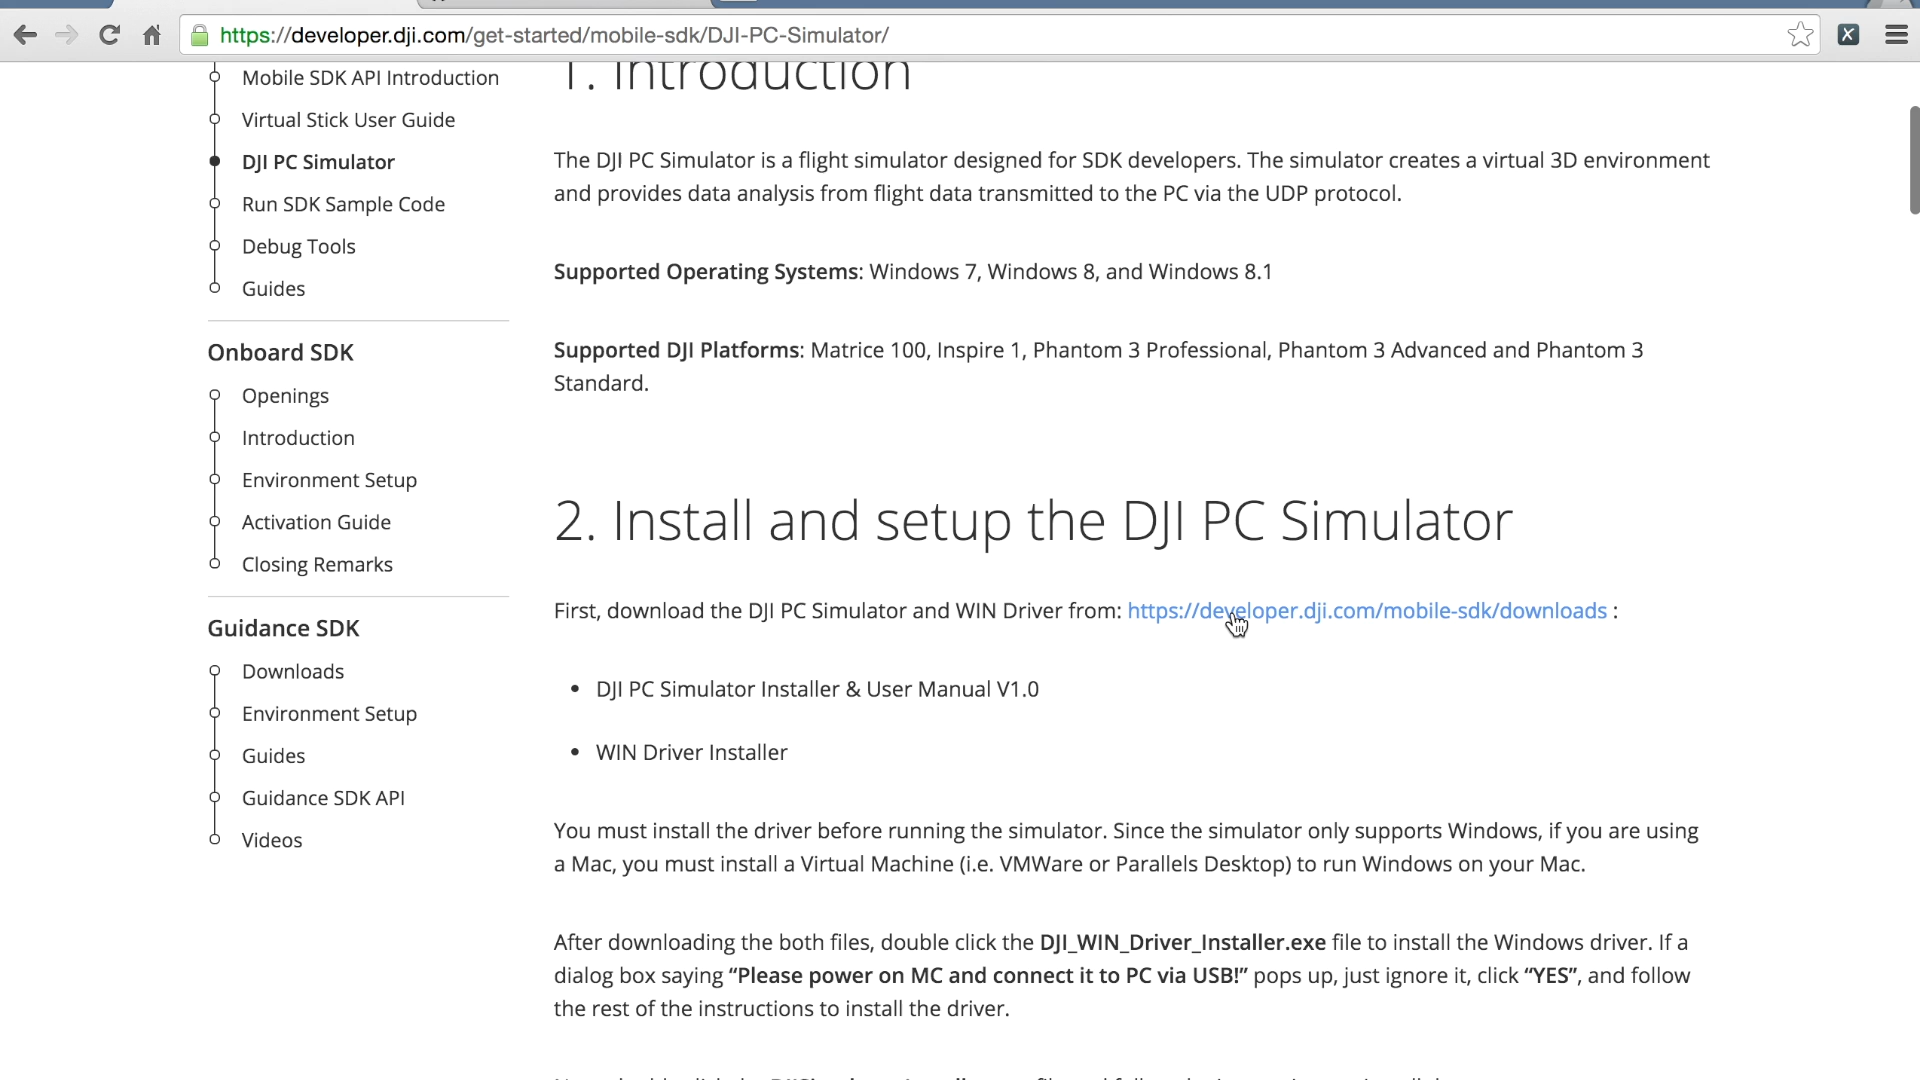 https://developer.dji.com/get-started/mobile-sdk/DJI-PC-Simulator/
Mobile SDK API Introduction
Virtual Stick User Guide
DJI PC Simulator
Run SDK Sample Code
Debug Tools
Guides
Onboard SDK
Openings
Introduction
Environment Setup
Activation Guide
Closing Remarks
Guidance SDK
Downloads
Environment Setup
Guides
Guidance SDK API
Videos
1. Introduction
The DJI PC Simulator is a flight simulator designed for SDK developers. The simulator creates a virtual 3D environment
and provides data analysis from flight data transmitted to the PC via the UDP protocol.
Supported Operating Systems: Windows 7, Windows 8, and Windows 8.1
Supported DJI Platforms: Matrice 100, Inspire 1, Phantom 3 Professional, Phantom 3 Advanced and Phantom 3
Standard.
2. Install and setup the DJI PC Simulator
First, download the DJI PC Simulator and WIN Driver from: https://developer.dji.com/mobile-sdk/downloads :
• DJI PC Simulator Installer & User Manual V1.0
• WIN Driver Installer
You must install the driver before running the simulator. Since the simulator only supports Windows, if you are using
a Mac, you must install a Virtual Machine (i.e. VMWare or Parallels Desktop) to run Windows on your Mac.
After downloading the both files, double click the DJI_WIN_Driver_Installer.exe file to install the Windows driver. If a
dialog box saying “Please power on MC and connect it to PC via USB!” pops up, just ignore it, click “YES”, and follow
the rest of the instructions to install the driver.